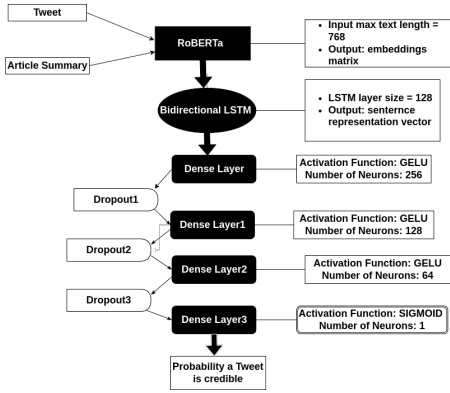 Tweet
Article Summary
RoBERTa
• Input max text length =
768
• Output: embeddings
matrix
Bidirectional LSTM
• LSTM layer size = 128
• Output: senternce
representation vector
Dense Layer
Activation Function: GELU
Number of Neurons: 256
Dropout1
Dense Layer1
Activation Function: GELU
Number of Neurons: 128
Dropout2
Dense Layer2
Activation Function: GELU
Number of Neurons: 64
Dropout3
Dense Layer3
Activation Function: SIGMOID
Number of Neurons: 1
Probability a Tweet
is credible